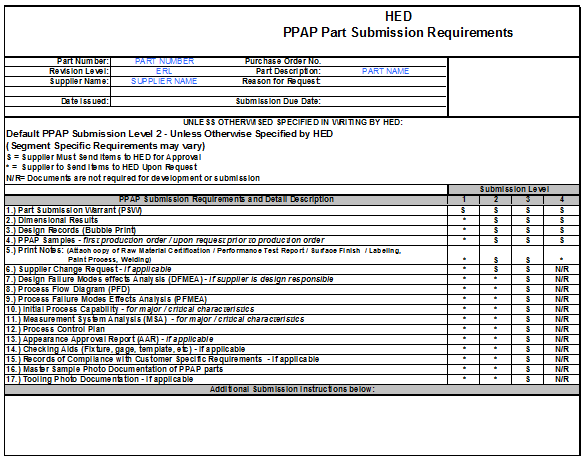 HED
PPAP Part Submission Requirements
Part Number: PART NUMBER Purchase Order No.
Revision Level: ERL Part Description: PART NAME
Supplier Name: SUPPLIER NAME Reason for Request:
Date Issued: Submission Due Date:
UNLESS OTHERWISED SPECIFIED IN WRITING BY HED:
Default PPAP Submission Level 2 - Unless Otherwise Specified by HED
( Segment Specific Requirements may vary)
S = Supplier Must Send Items to HED for Approval
* = Supplier to Send Items to HED Upon Request
N/R= Documents are not required for development or submission
Submission Level
PPAP Submission Requirements and Detail Description 1 2 3 4
1.) Part Submission Warrant (PSW) S S S S
2.) Dimensional Results * S S S
3.) Design Records (Bubble Print) * S S S
4.) PPAP Samples - first production order / upon request prior to production order * S S S
5.) Print Notes: (Attach copy of Raw Material Certification / Performance Test Report / Surface Finish / Labeling,
Paint Process, Welding) * S S *
6.) Supplier Change Request - if applicable * S S N/R
7.) Design Failure Modes effects Analysis (DFMEA) - if supplier is design responsible * * S N/R
8.) Process Flow Diagram (PFD) * * S N/R
9.) Process Failure Modes Effects Analysis (PFMEA) * * S N/R
10.) Initial Process Capability - for major / critical characteristics * * S N/R
11.) Measurement System Analysis (MSA) - for major / critical characteristics * * S N/R
12.) Process Control Plan * * S N/R
13.) Appearance Approval Report (AAR) - if applicable * * S N/R
14.) Checking Aids (Fixture, gage, template, etc) - if applicable * * S N/R
15.) Records of Compliance with Customer Specific Requirements - if applicable * * S N/R
16.) Master Sample Photo Documentation of PPAP parts * * S N/R
17.) Tooling Photo Documentation - if applicable * * S N/R
Additional Submission Instructions below: